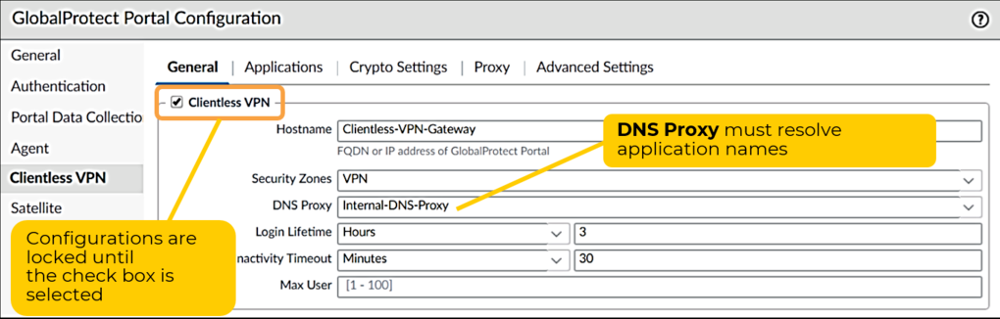 GlobalProtect Portal Configuration
General
Authentication
Portal Data Collectio
Agent
Clientless VPN
Satellite
General | Applications | Crypto Settings | Proxy | Advanced Settings
Clientless VPN
Hostname Clientless-VPN-Gateway
FQDN or IP address of GlobalProtect Portal
Security Zones VPN
DNS Proxy Internal-DNS-Proxy
Login Lifetime Hours 3
nactivity Timeout Minutes 30
Max User [1 - 100]
DNS Proxy must resolve
application names
Configurations are
locked until
the check box is
selected